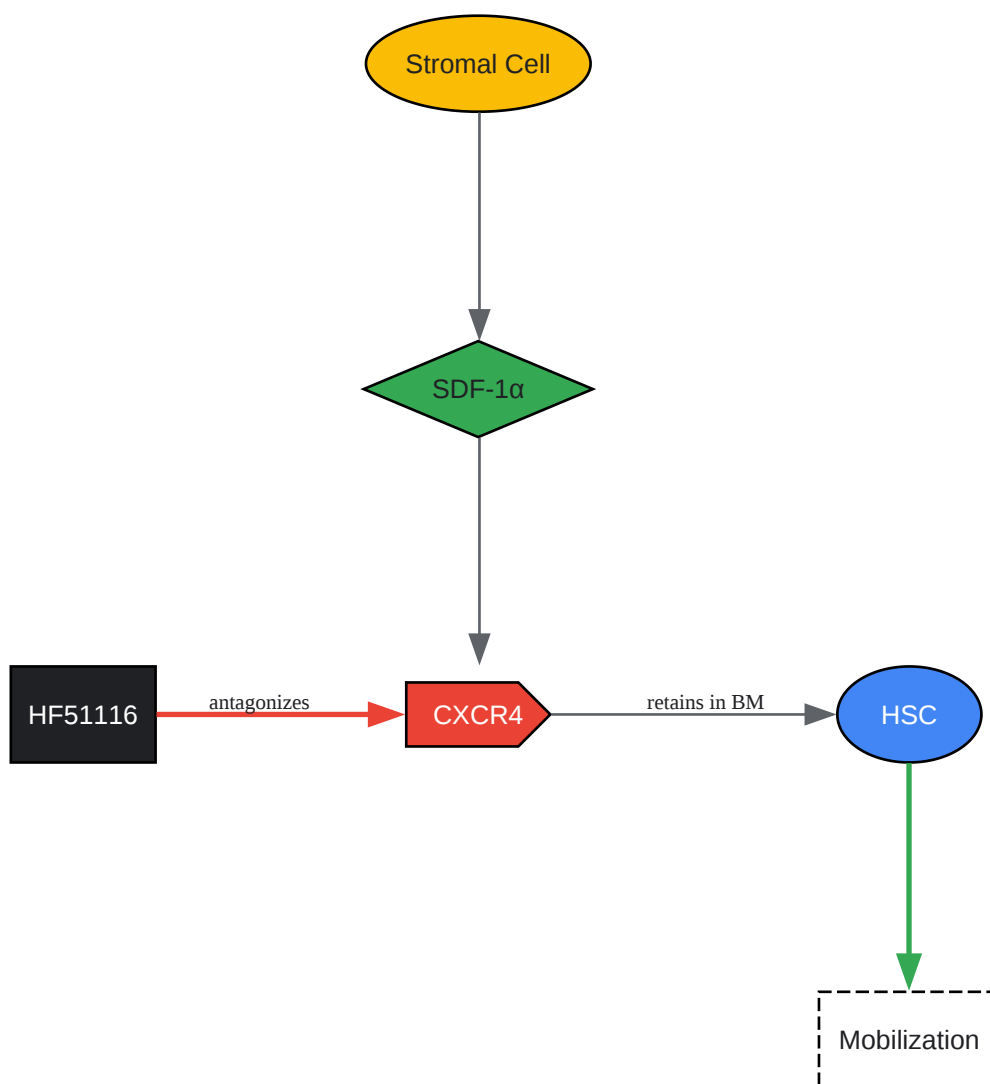 Stromal Cell
SDF-1α
HF51116
antagonizes
CXCR4
retains in BM
HSC
Mobilization